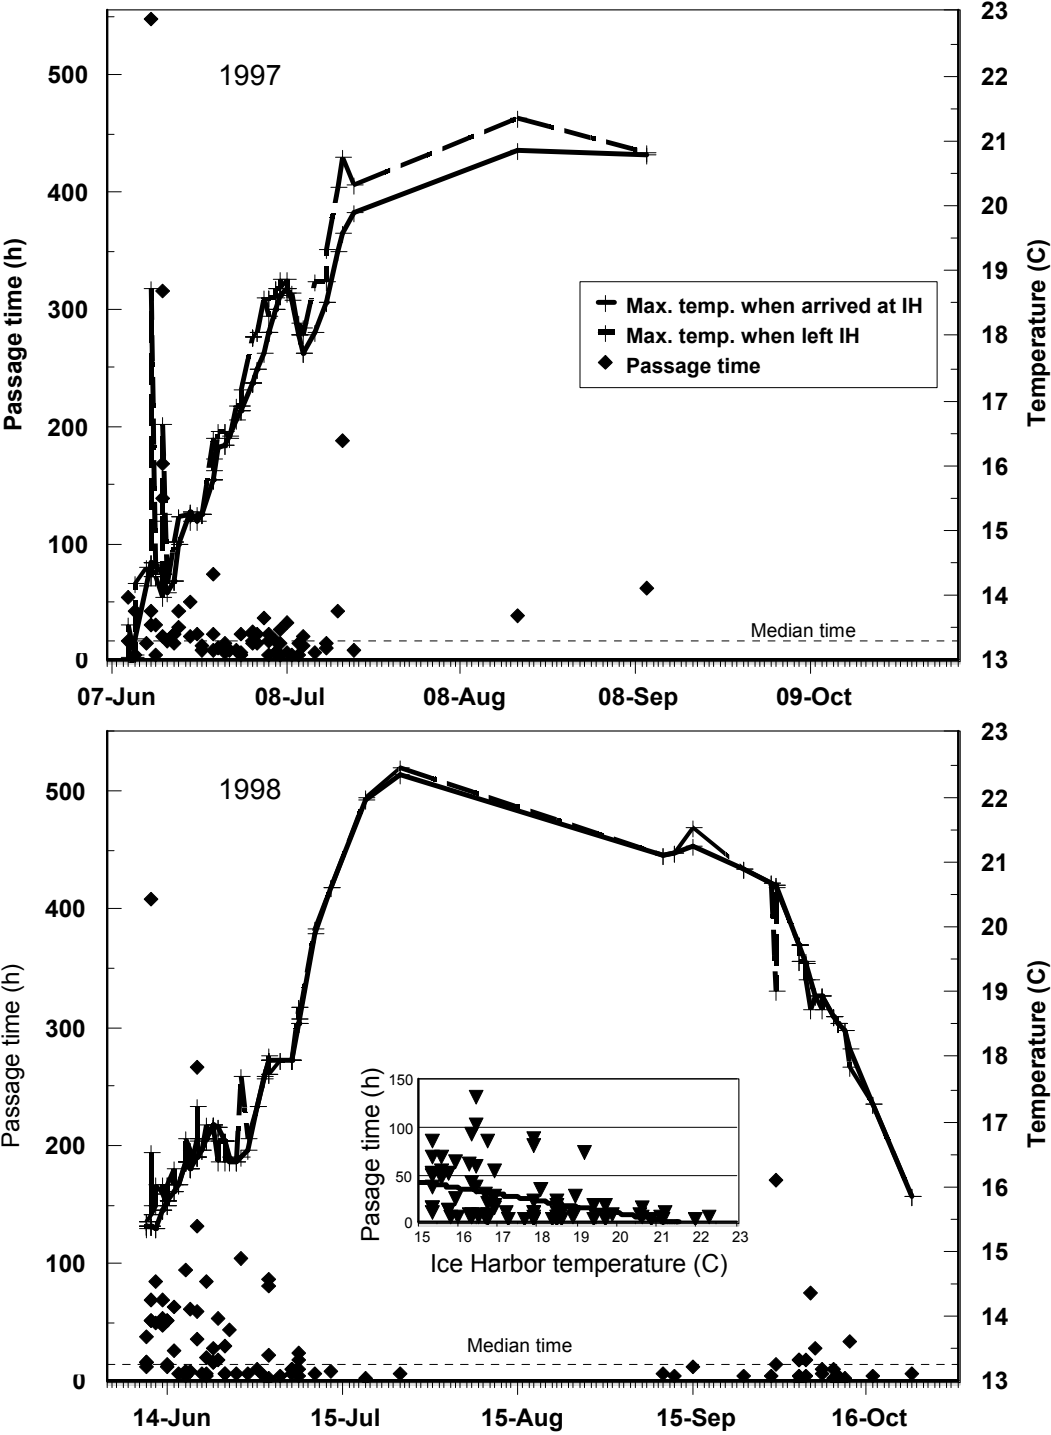 1997
Passage time (h)
500
400
300
200
100
0
23
22
21
20
19
18
17
16
15
14
13
Temperature (C)
Max. temp. when arrived at IH
Max. temp. when left IH
Passage time
Median time
07-Jun 08-Jul 08-Aug 08-Sep 09-Oct
1998
Passage time (h)
500
400
300
200
100
0
23
22
21
20
19
18
17
16
15
14
13
Temperature (C)
Passage time (h)
150
100
50
0
15 16 17 18 19 20 21 22 23
Ice Harbor temperature (C)
Median time
14-Jun 15-Jul 15-Aug 15-Sep 16-Oct